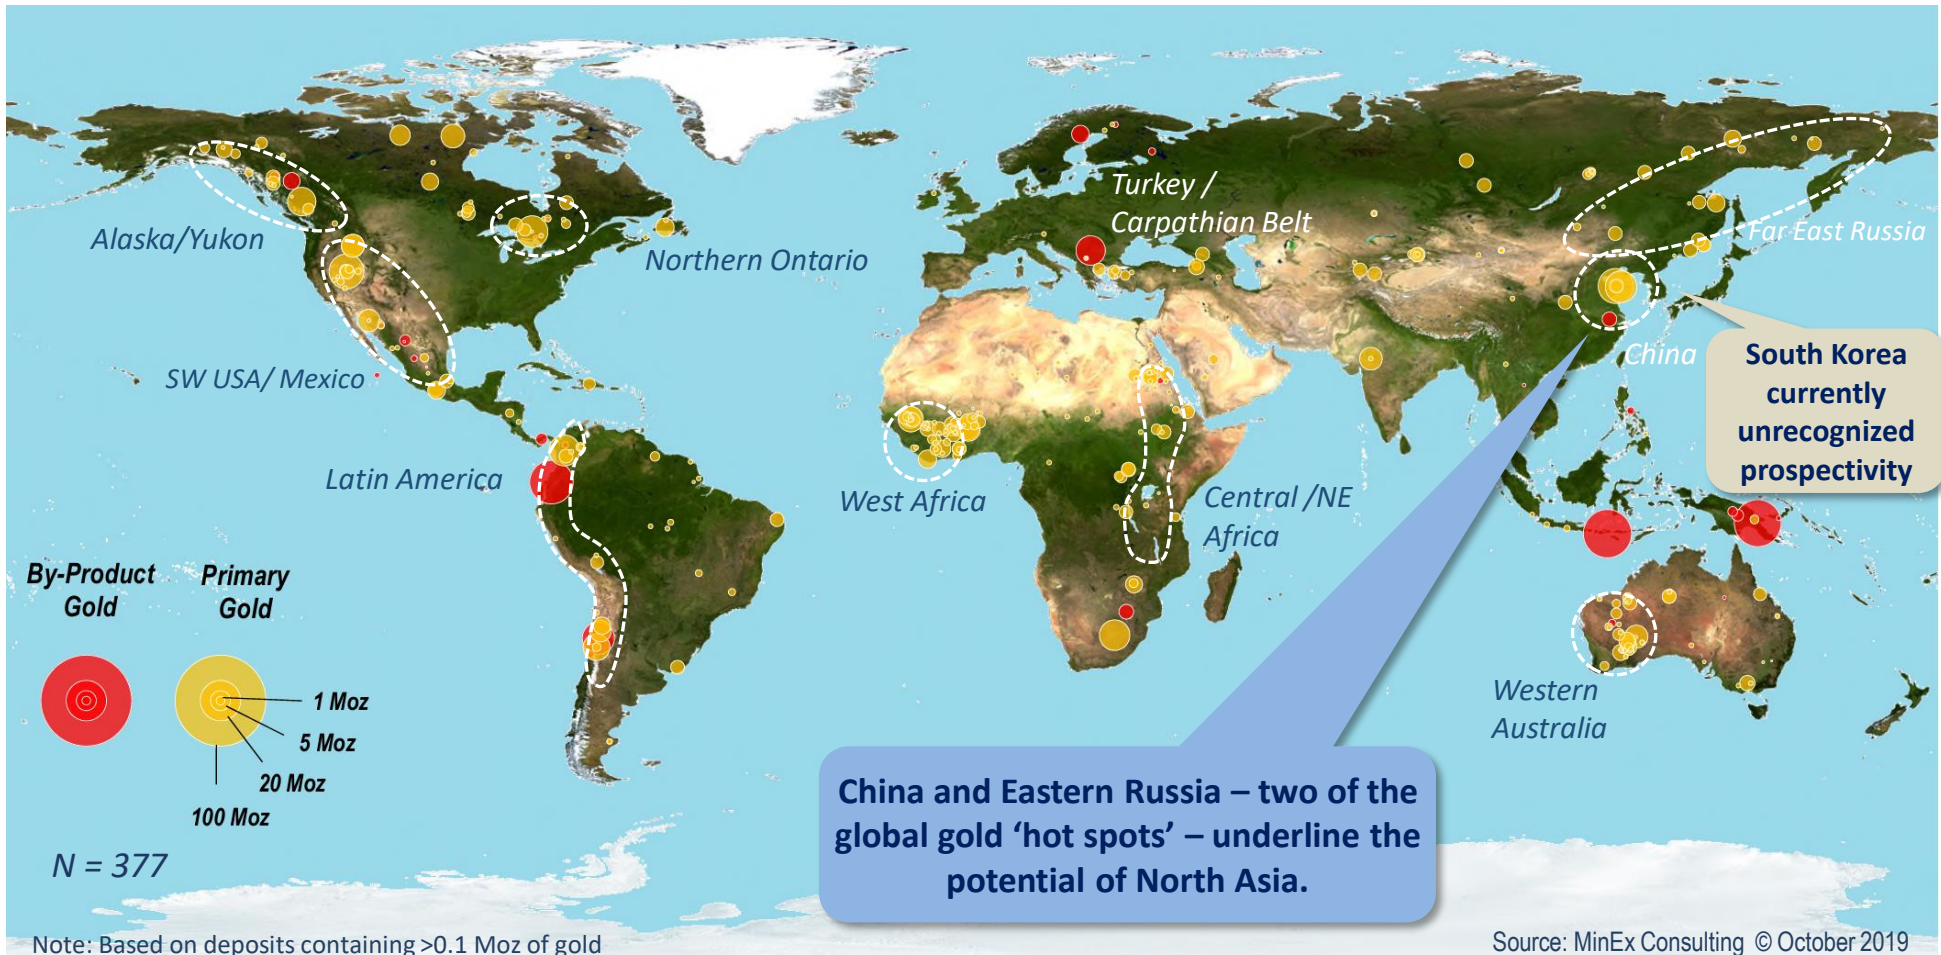 Alaska/Yukon
Northern Ontario
SW USA/ Mexico
Latin America
Turkey /
Carpathian Belt
Far East Russia
China
South Korea
currently
unrecognized
prospectivity
West Africa
Central /NE
Africa
Western
Australia
By-Product
Gold
Primary
Gold
1 Moz
5 Moz
20 Moz
100 Moz
N = 377
China and Eastern Russia – two of the
global gold ‘hot spots’ – underline the
potential of North Asia.
Note: Based on deposits containing >0.1 Moz of gold
Source: MinEx Consulting © October 2019